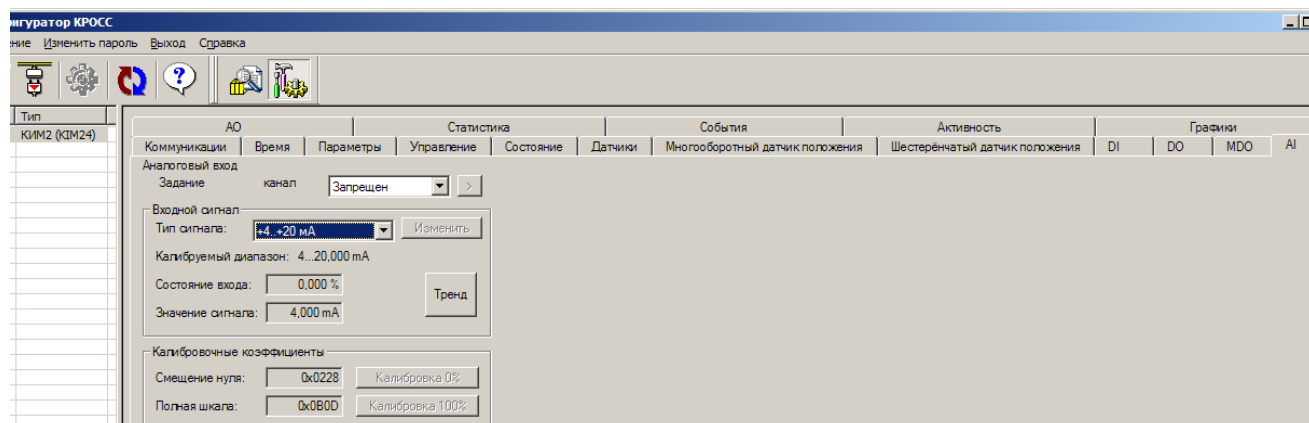 игуратор КРОСС
ение Изменить пароль Выход Справка
Тип
КИМ2 (KIM24)
АО Статистика События Активность Графики
Коммуникации Время Параметры Управление Состояние Датчики Многооборотный датчик положения Шестерёнчатый датчик положения DI DO MDO AI
Аналоговый вход
Задание канал Запрещен >
Входной сигнал
Тип сигнала: +4..+20 мА Изменить
Калибруемый диапазон: 4...20,000 mA
Состояние входа: 0,000 %
Тренд
Значение сигнала: 4,000 mA
Калибровочные коэффициенты
Смещение нуля: 0x0228 Калибровка 0%
Полная шкала: 0x0B0D Калибровка 100%